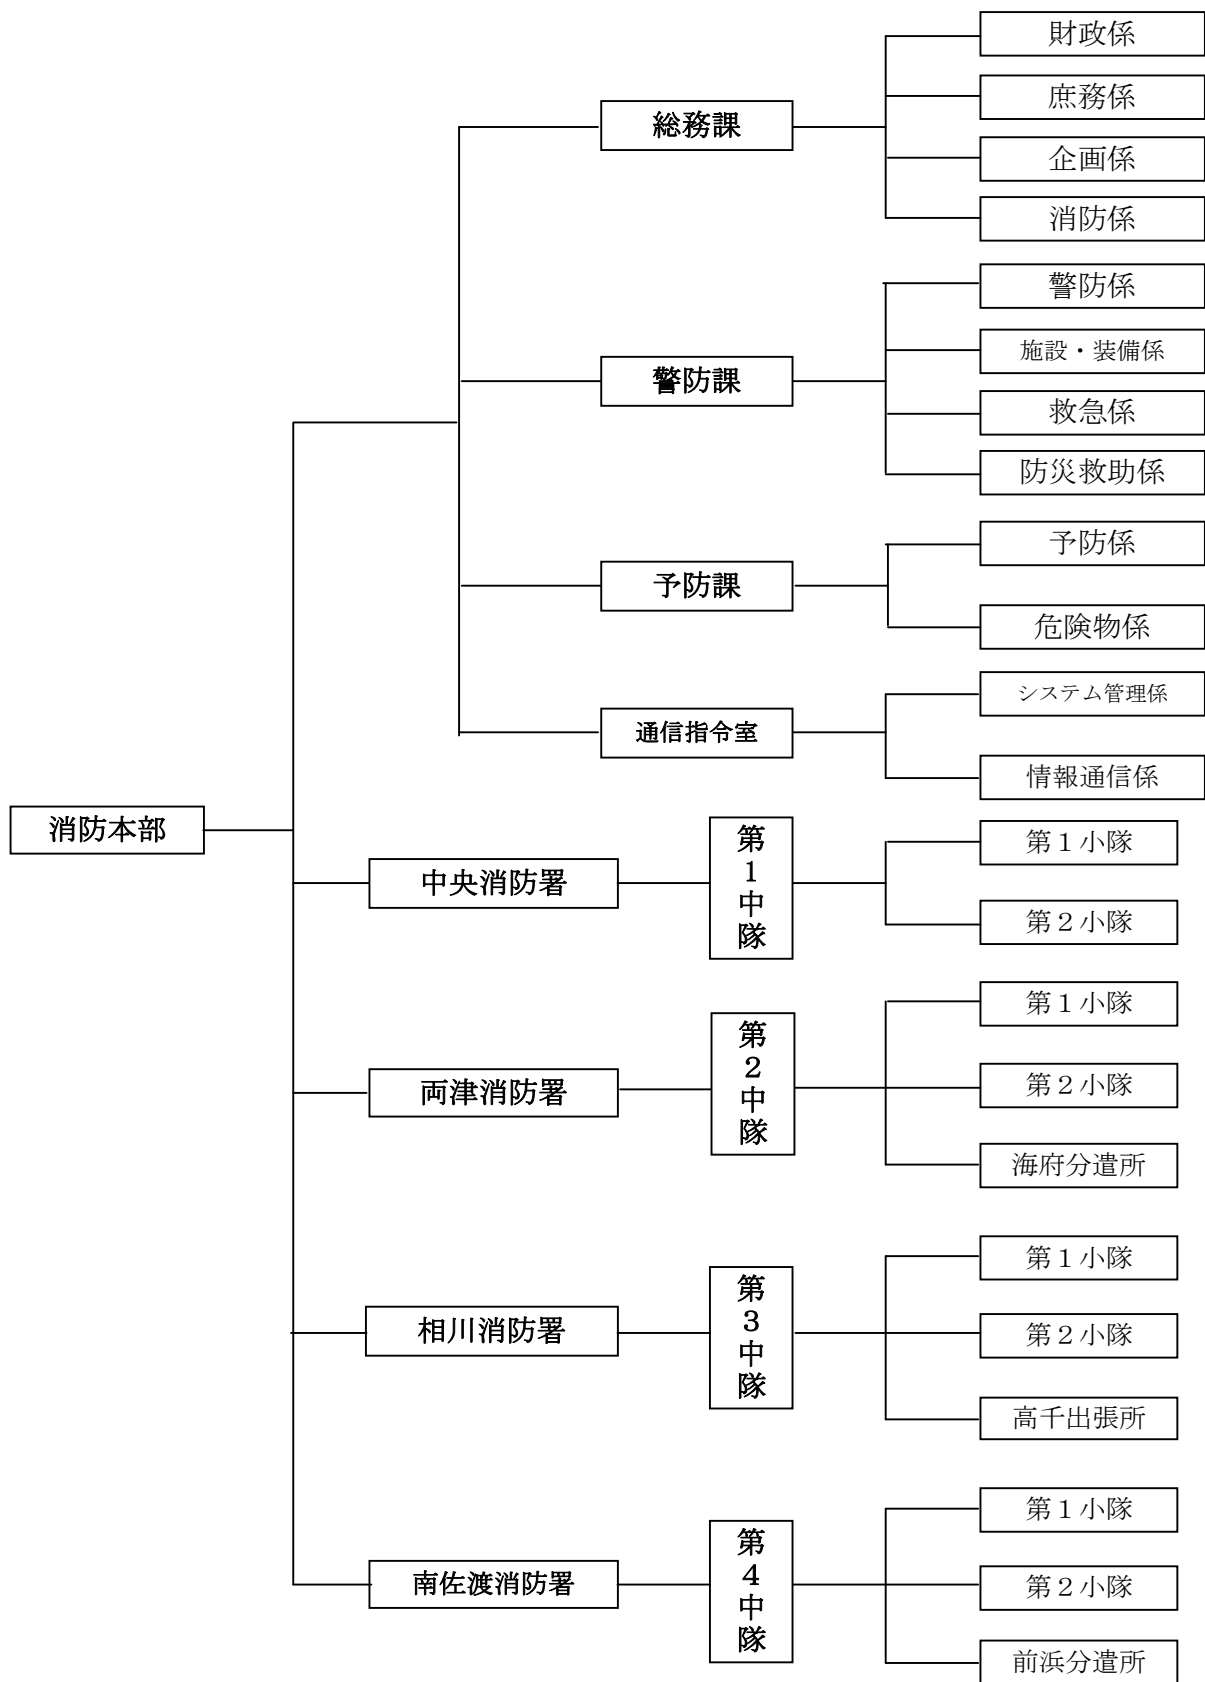 財政係
庶務係
総務課
企画係
消防係
警防係
施設・装備係
警防課
救急係
防災救助係
予防係
予防課
危険物係
システム管理係
通信指令室
情報通信係
消防本部
中央消防署
第1中隊
第１小隊
第２小隊
両津消防署
第2中隊
第１小隊
第２小隊
海府分遣所
相川消防署
第3中隊
第１小隊
第２小隊
高千出張所
南佐渡消防署
第4中隊
第１小隊
第２小隊
前浜分遣所